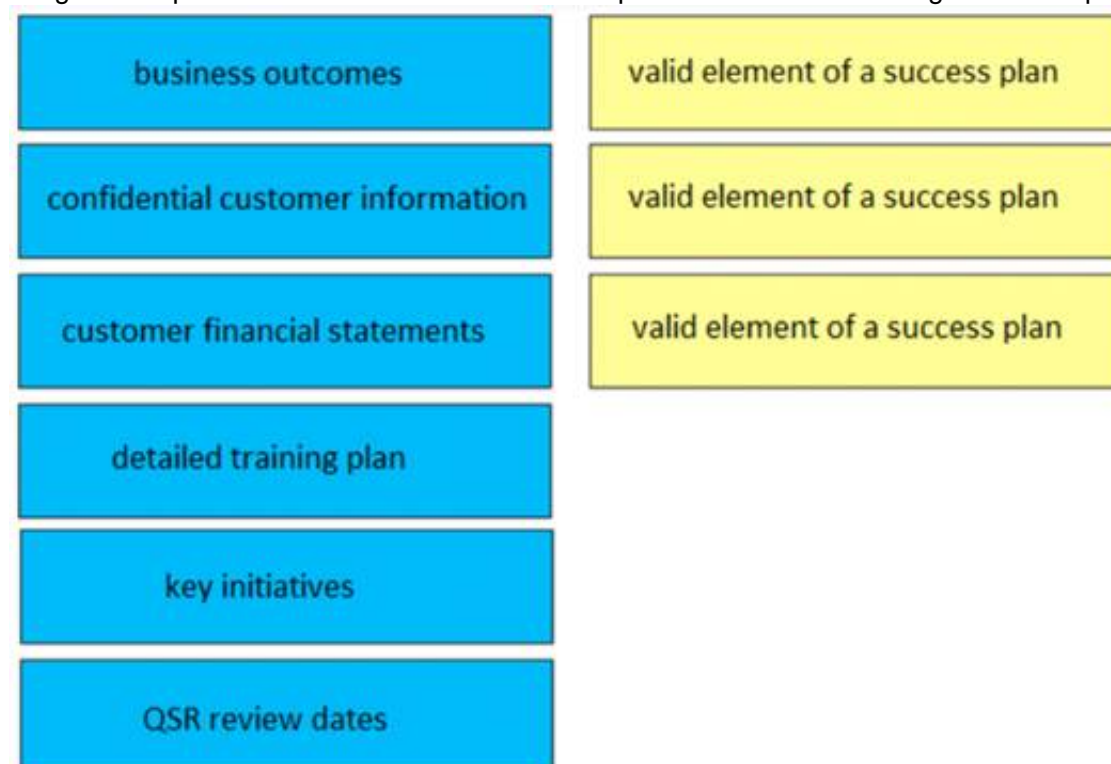 business outcomes
valid element of a success plan
confidential customer information
valid element of a success plan
customer financial statements
valid element of a success plan
detailed training plan
key initiatives
QSR review dates